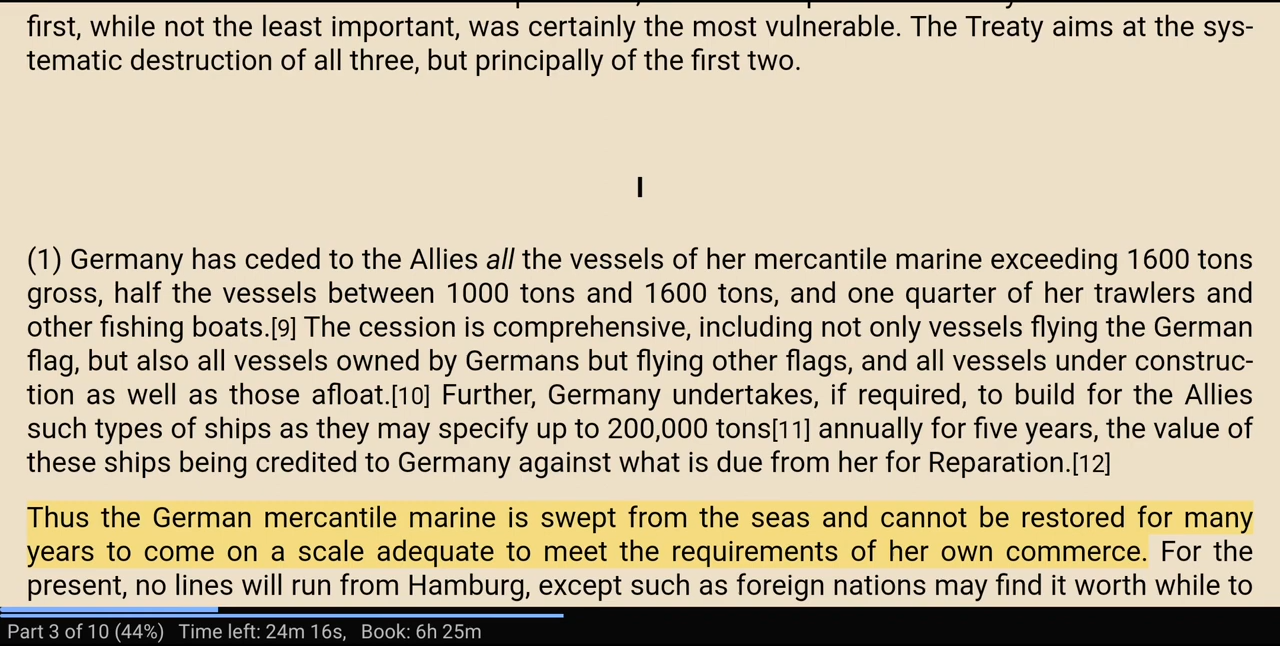 first, while not the least important, was certainly the most vulnerable. The Treaty aims at the sys-
tematic destruction of all three, but principally of the first two.
I
(1) Germany has ceded to the Allies all the vessels of her mercantile marine exceeding 1600 tons
gross, half the vessels between 1000 tons and 1600 tons, and one quarter of her trawlers and
other fishing boats.[9] The cession is comprehensive, including not only vessels flying the German
flag, but also all vessels owned by Germans but flying other flags, and all vessels under construc-
tion as well as those afloat.[10] Further, Germany undertakes, if required, to build for the Allies
such types of ships as they may specify up to 200,000 tons[11] annually for five years, the value of
these ships being credited to Germany against what is due from her for Reparation.[12]
Thus the German mercantile marine is swept from the seas and cannot be restored for many
years to come on a scale adequate to meet the requirements of her own commerce. For the
present, no lines will run from Hamburg, except such as foreign nations may find it worth while to
Part 3 of 10 (44%) Time left: 24m 16s, Book: 6h 25m